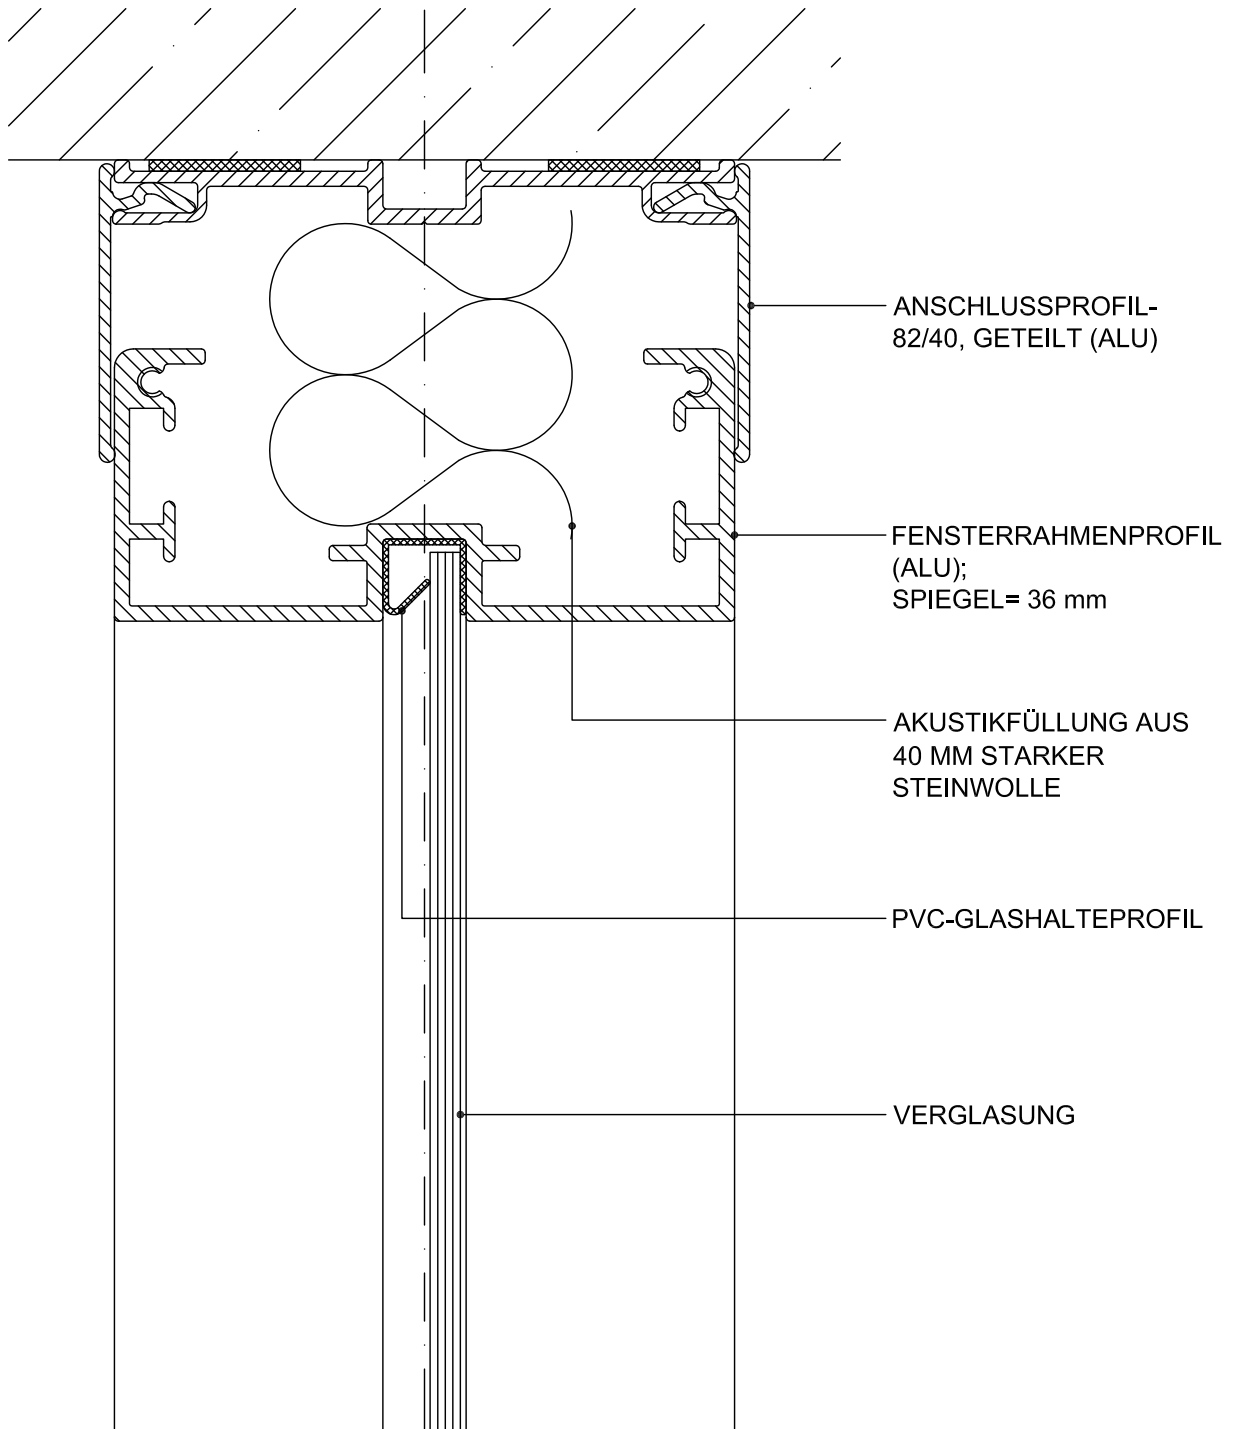 ANSCHLUSSPROFIL-
82/40, GETEILT (ALU)
FENSTERRAHMENPROFIL
(ALU);
SPIEGEL= 36 mm
AKUSTIKFÜLLUNG AUS
40 MM STARKER
STEINWOLLE
PVC-GLASHALTEPROFIL
VERGLASUNG